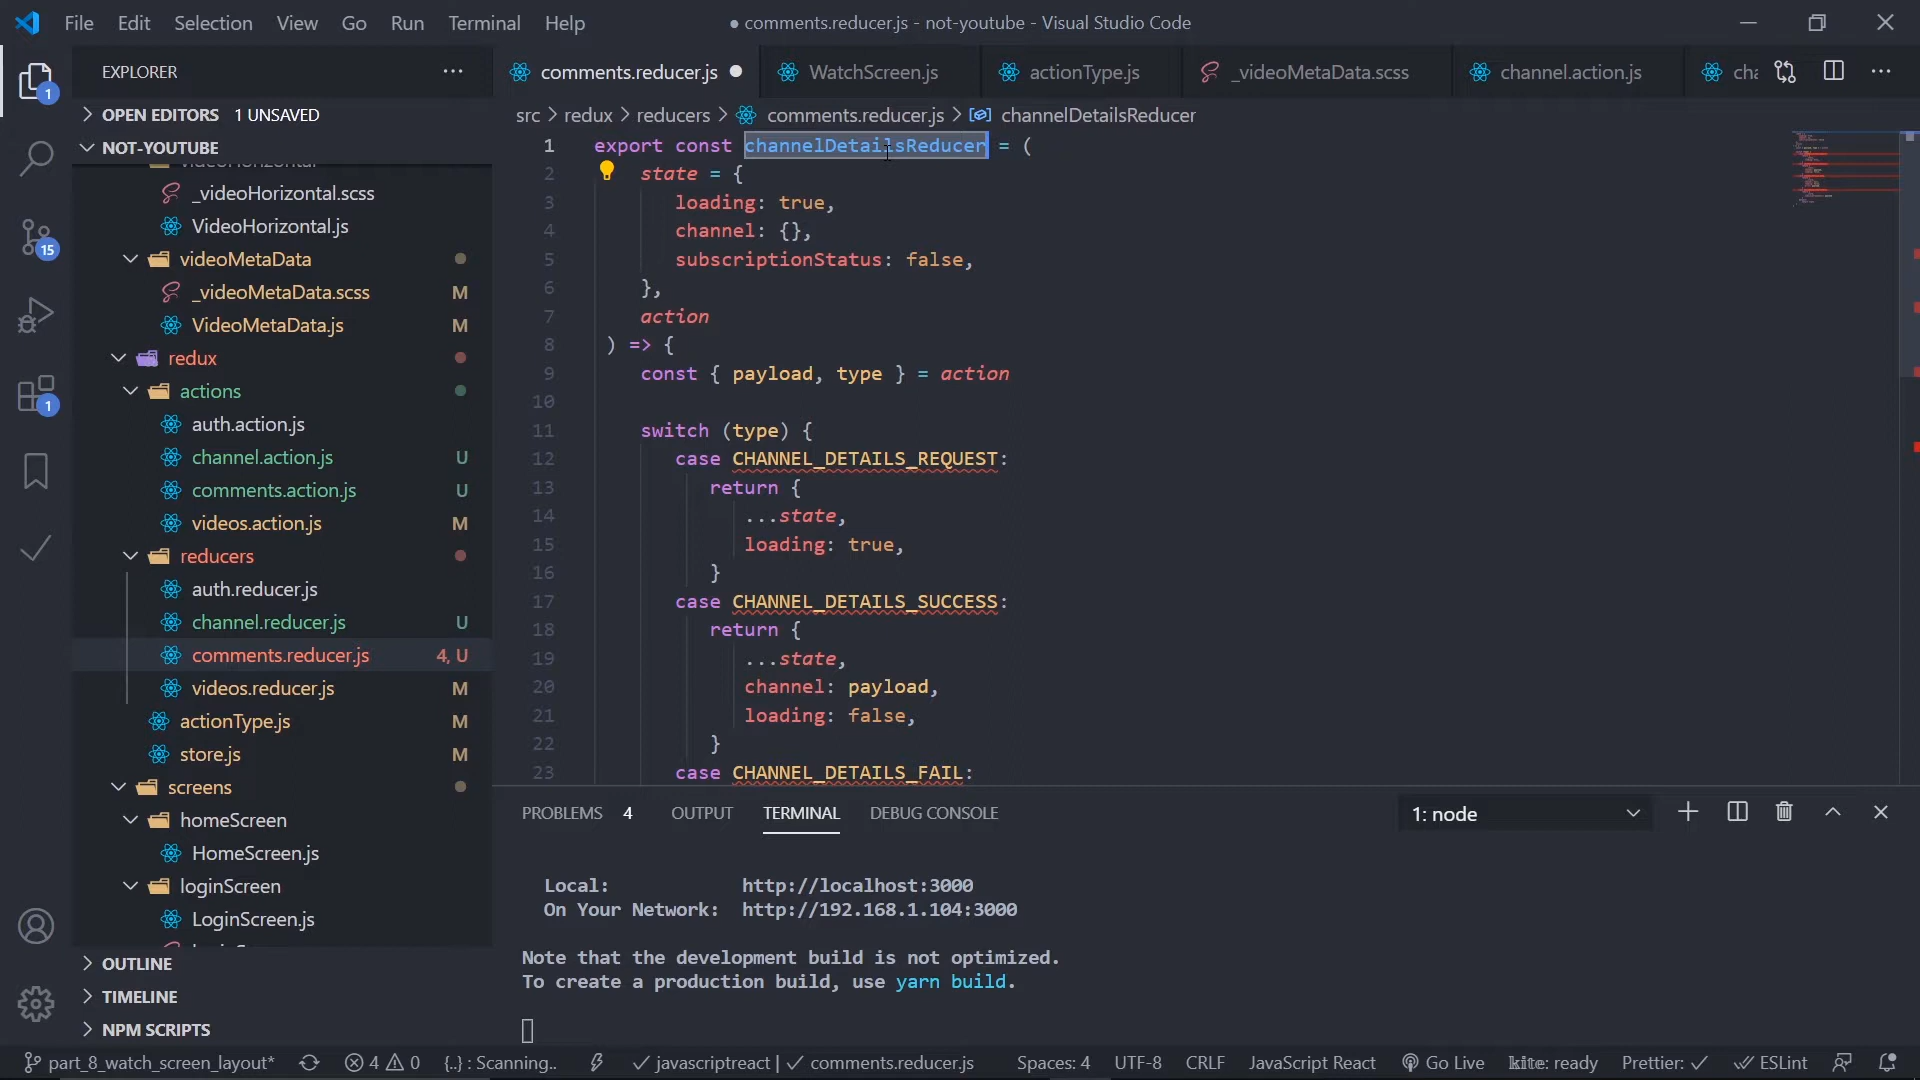 File Edit Selection View Go Run Terminal Help
● comments.reducer.js - not-youtube - Visual Studio Code
EXPLORER
OPEN EDITORS 1 UNSAVED
NOT-YOUTUBE
_videoHorizontal.scss
VideoHorizontal.js
videoMetaData
_videoMetaData.scss M
VideoMetaData.js M
redux
actions
auth.action.js
channel.action.js U
comments.action.js U
videos.action.js M
reducers
auth.reducer.js
channel.reducer.js U
comments.reducer.js 4, U
videos.reducer.js M
actionType.js M
store.js M
screens
homeScreen
HomeScreen.js
loginScreen
LoginScreen.js
OUTLINE
TIMELINE
NPM SCRIPTS
1
15
1
comments.reducer.js WatchScreen.js actionType.js _videoMetaData.scss channel.action.js cha
src > redux > reducers > comments.reducer.js > channelDetailsReducer
1 export const channelDetailsReducer = (
2 state = {
3 loading: true,
4 channel: {},
5 subscriptionStatus: false,
6 },
7 action
8 ) => {
9 const { payload, type } = action
10
11 switch (type) {
12 case CHANNEL_DETAILS_REQUEST:
13 return {
14 ...state,
15 loading: true,
16 }
17 case CHANNEL_DETAILS_SUCCESS:
18 return {
19 ...state,
20 channel: payload,
21 loading: false,
22 }
23 case CHANNEL_DETAILS_FAIL:
PROBLEMS 4 OUTPUT TERMINAL DEBUG CONSOLE 1: node
Local: http://localhost:3000
On Your Network: http://192.168.1.104:3000
Note that the development build is not optimized.
To create a production build, use yarn build.
part_8_watch_screen_layout* 4 0 {..} : Scanning.. javascriptreact | comments.reducer.js Spaces: 4 UTF-8 CRLF JavaScript React Go Live kite: ready Prettier: ESLint